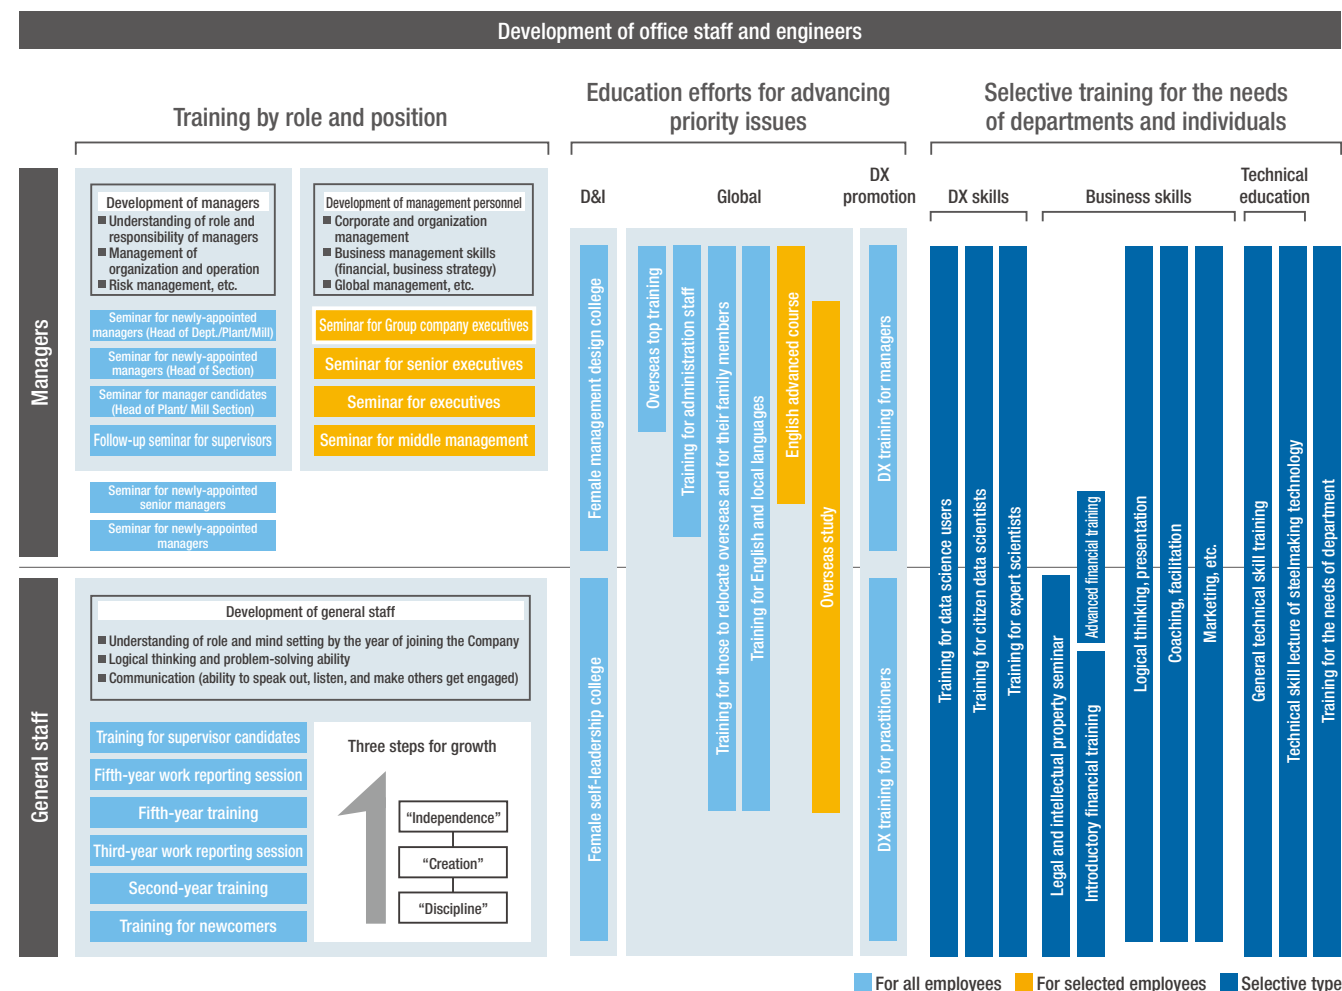 Development of office staff and engineers
Training by role and position
Education efforts for advancing
priority issues
Selective training for the needs
of departments and individuals
D&I
Global
DX
promotion
DX skills
Business skills
Technical
education
Managers
Development of managers
■ Understanding of role and
responsibility of managers
■ Management of
organization and operation
■ Risk management, etc.
Seminar for newly-appointed
managers (Head of Dept./Plant/Mill)
Seminar for newly-appointed
managers (Head of Section)
Seminar for manager candidates
(Head of Plant/ Mill Section)
Follow-up seminar for supervisors
Seminar for newly-appointed
senior managers
Seminar for newly-appointed
managers
Development of management personnel
■ Corporate and organization
management
■ Business management skills
(financial, business strategy)
■ Global management, etc.
Seminar for Group company executives
Seminar for senior executives
Seminar for executives
Seminar for middle management
General staff
Development of general staff
■ Understanding of role and mind setting by the year of joining the Company
■ Logical thinking and problem-solving ability
■ Communication (ability to speak out, listen, and make others get engaged)
Training for supervisor candidates
Fifth-year work reporting session
Fifth-year training
Third-year work reporting session
Second-year training
Training for newcomers
Three steps for growth
“Independence”
“Creation”
“Discipline”
Female management design college
Female self-leadership college
Overseas top training
Training for administration staff
Training for those to relocate overseas and for their family members
Training for English and local languages
English advanced course
Overseas study
DX training for managers
DX training for practitioners
Training for data science users
Training for citizen data scientists
Training for expert scientists
Legal and intellectual property seminar
Advanced financial training
Introductory financial training
Logical thinking, presentation
Coaching, facilitation
Marketing, etc.
General technical skill training
Technical skill lecture of steelmaking technology
Training for the needs of department
For all employees
For selected employees
Selective type